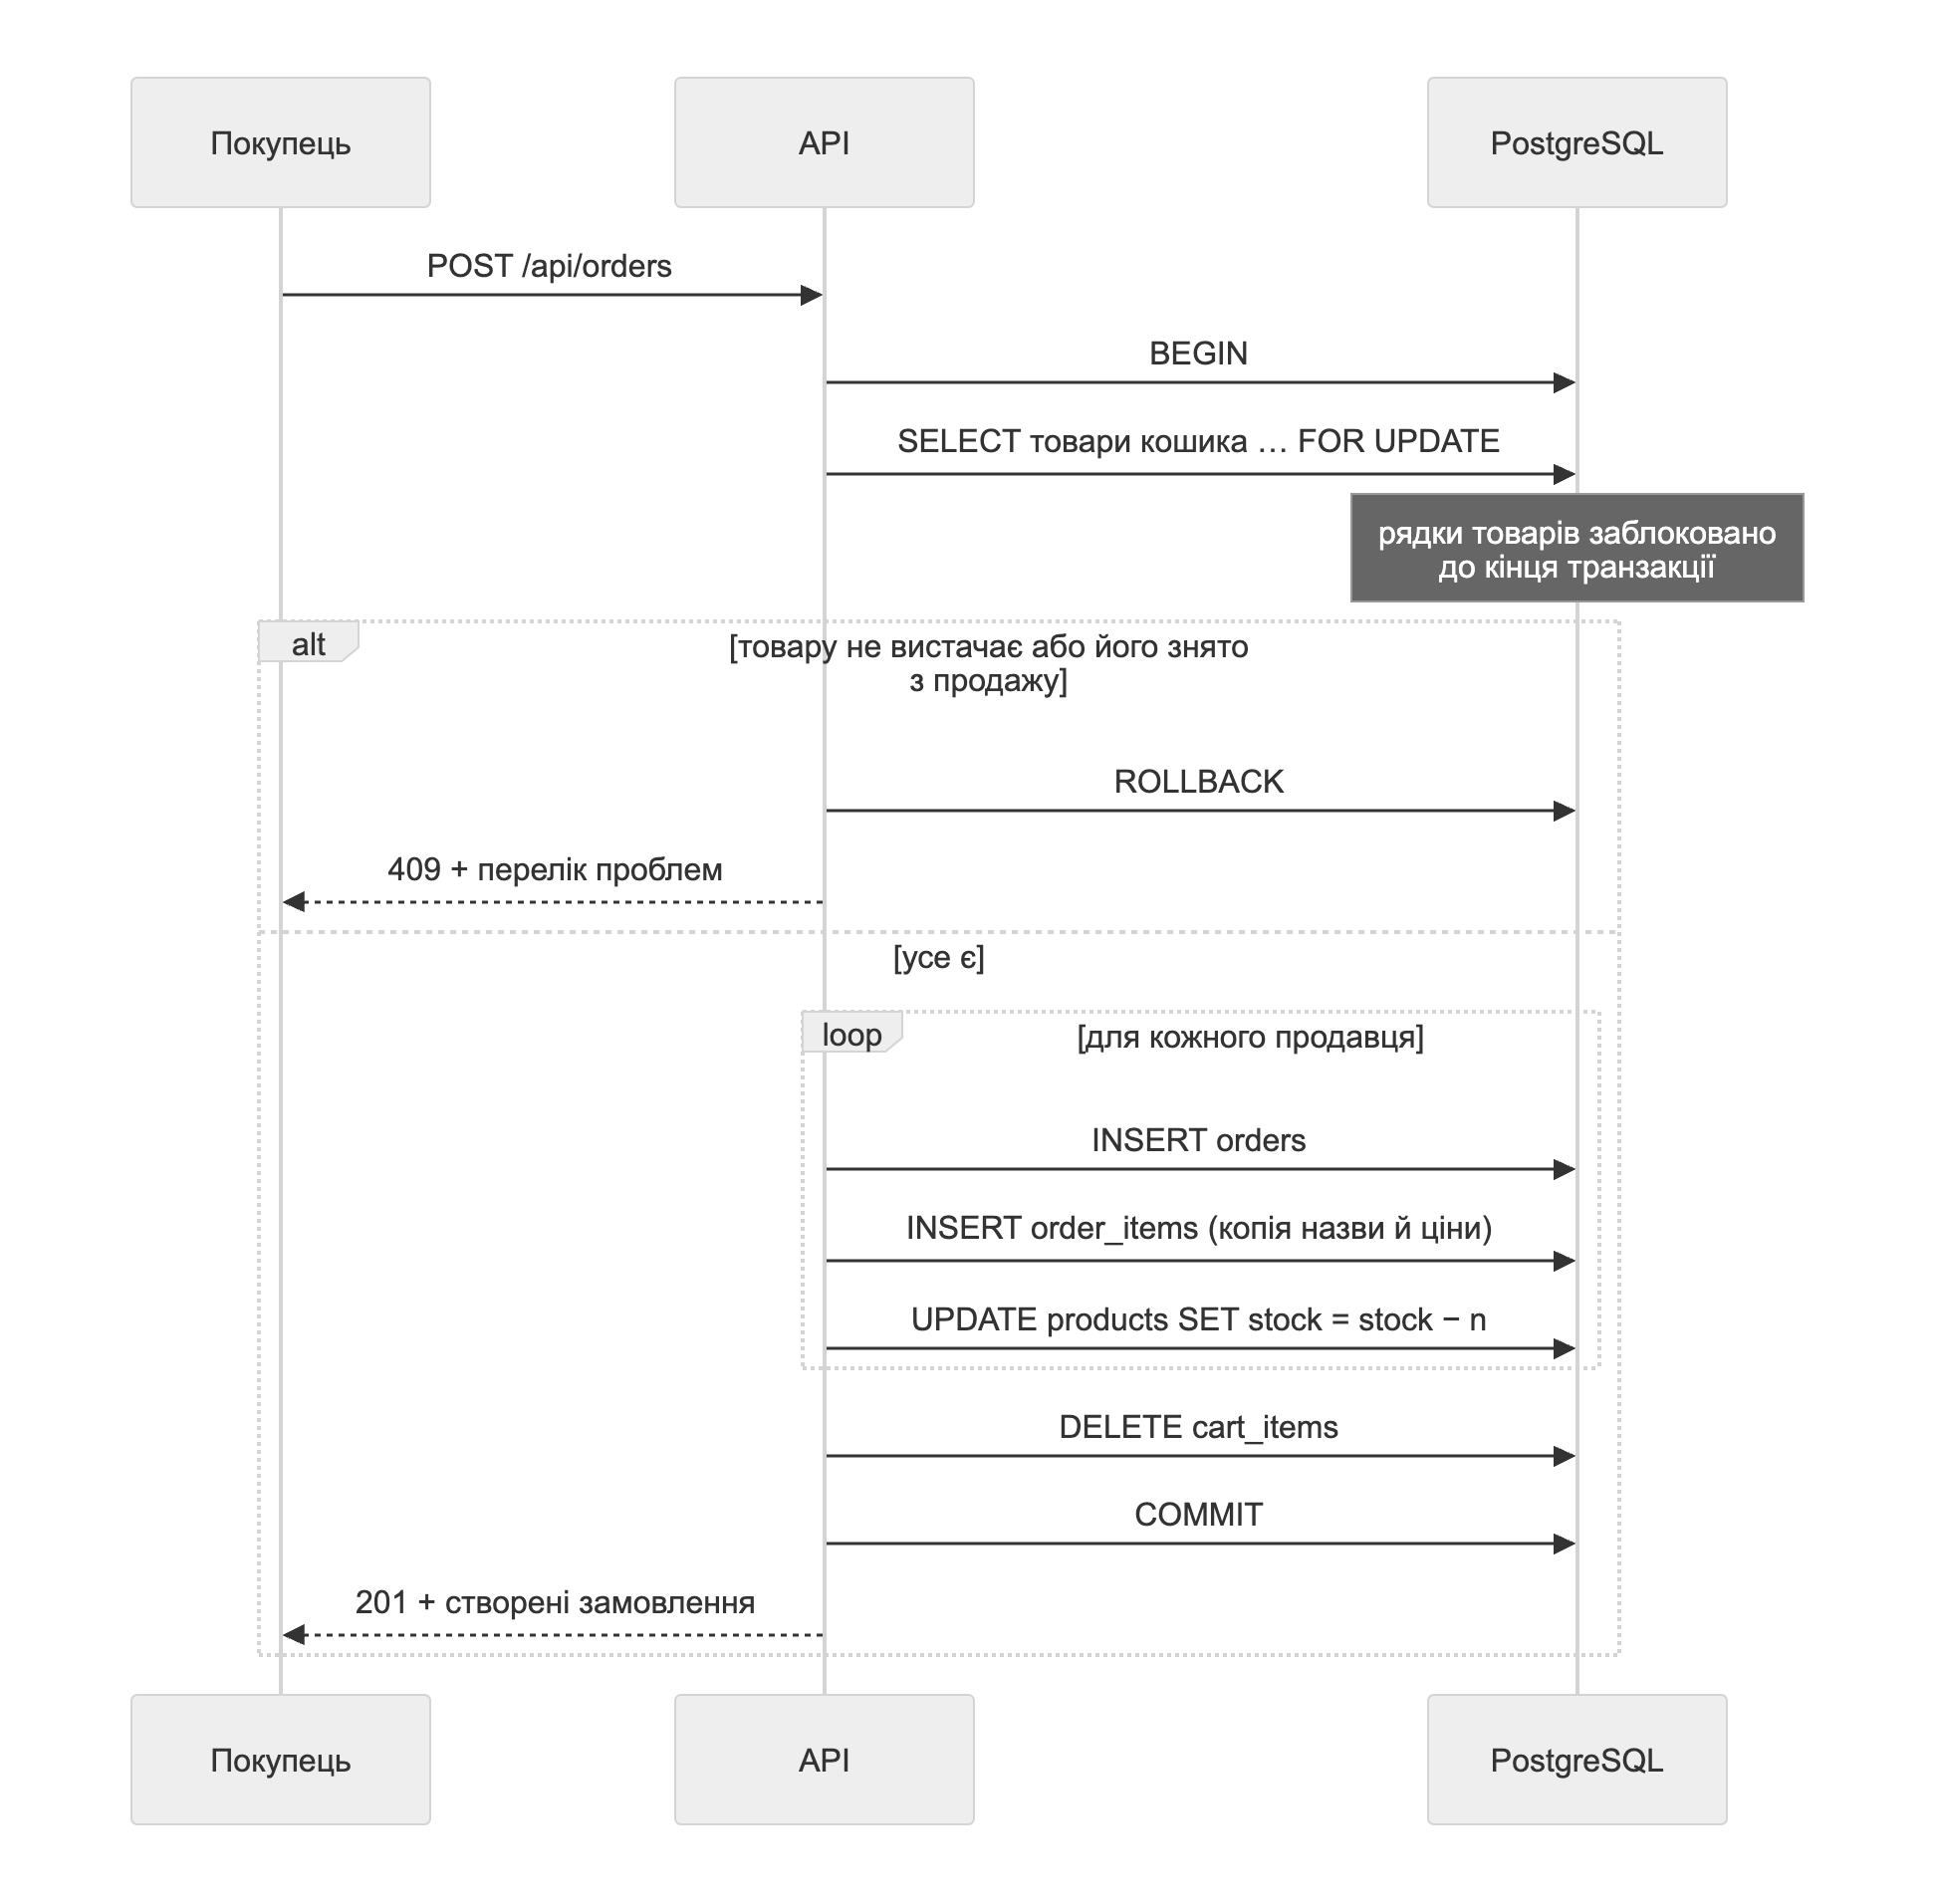 Покупець
API
PostgreSQL
POST /api/orders
BEGIN
SELECT товари кошика … FOR UPDATE
рядки товарів заблоковано
до кінця транзакції
alt
[товару не вистачає або його знято
з продажу]
ROLLBACK
409 + перелік проблем
[усе є]
loop
[для кожного продавця]
INSERT orders
INSERT order_items (копія назви й ціни)
UPDATE products SET stock = stock − n
DELETE cart_items
COMMIT
201 + створені замовлення
Покупець
API
PostgreSQL